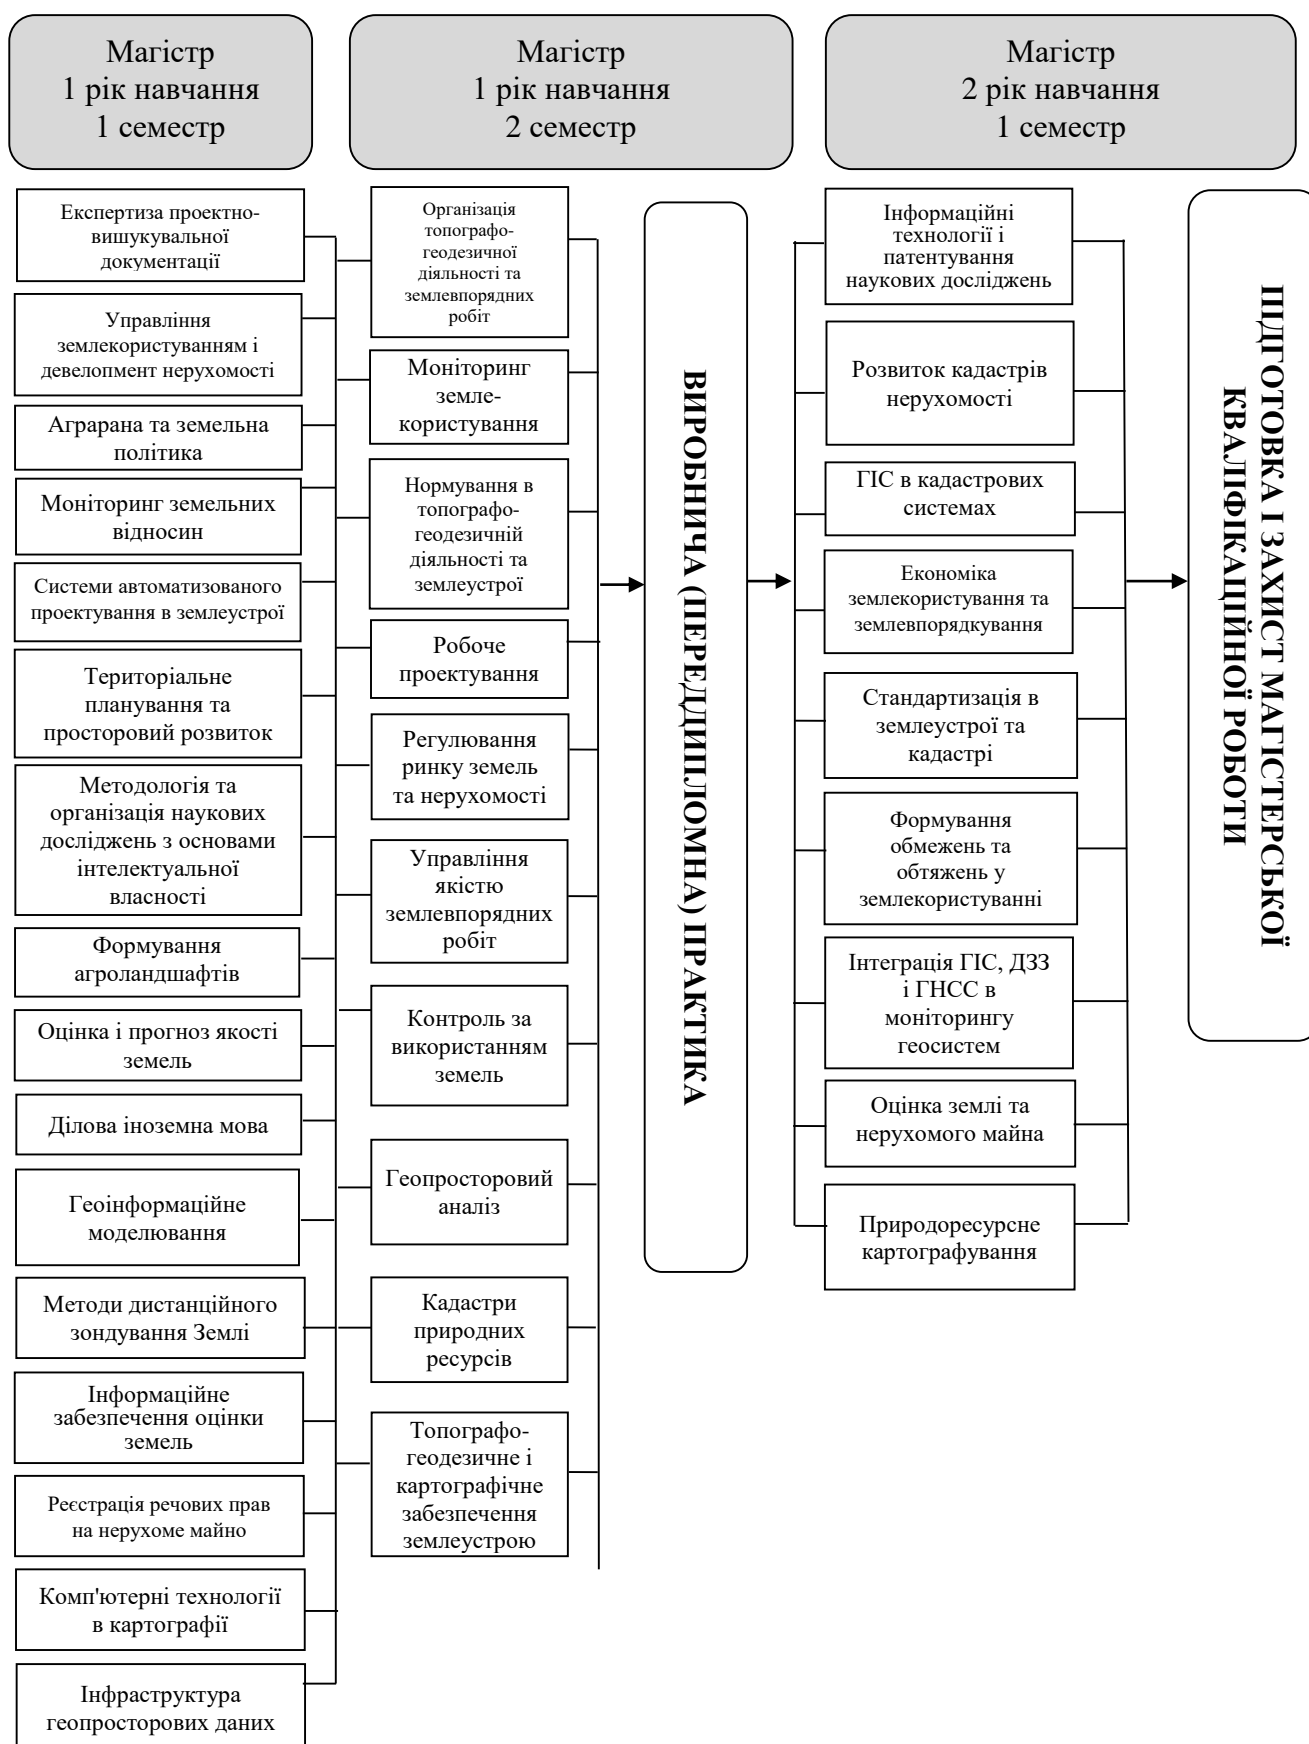 Магістр
1 рік навчання
1 семестр
Магістр
1 рік навчання
2 семестр
Магістр
2 рік навчання
1 семестр
Експертиза проектно-
вишукувальної
документації
Управління
землекористуванням і
девелопмент нерухомості
Аграрана та земельна
політика
Моніторинг земельних
відносин
Системи автоматизованого
проектування в землеустрої
Територіальне
планування та
просторовий розвиток
Методологія та
організація наукових
досліджень з основами
інтелектуальної
власності
Формування
агроландшафтів
Оцінка і прогноз якості
земель
Ділова іноземна мова
Геоінформаційне
моделювання
Методи дистанційного
зондування Землі
Інформаційне
забезпечення оцінки
земель
Реєстрація речових прав
на нерухоме майно
Комп'ютерні технології
в картографії
Інфраструктура
геопросторових даних
Організація
топографо-
геодезичної
діяльності та
землевпорядних
робіт
Моніторинг
земле-
користування
Нормування в
топографо-
геодезичній
діяльності та
землеустрої
Робоче
проектування
Регулювання
ринку земель
та нерухомості
Управління
якістю
землевпорядних
робіт
Контроль за
використанням
земель
Геопросторовий
аналіз
Кадастри
природних
ресурсів
Топографо-
геодезичне і
картографічне
забезпечення
землеустрою
ВИРОБНИЧА (ПЕРЕДДИПЛОМНА) ПРАКТИКА
Інформаційні
технології і
патентування
наукових досліджень
Розвиток кадастрів
нерухомості
ГІС в кадастрових
системах
Економіка
землекористування та
землевпорядкування
Стандартизація в
землеустрої та
кадастрі
Формування
обмежень та
обтяжень у
землекористуванні
Інтеграція ГІС, ДЗЗ
і ГНСС в
моніторингу
геосистем
Оцінка землі та
нерухомого майна
Природоресурсне
картографування
ПІДГОТОВКА І ЗАХИСТ МАГІСТЕРСЬКОЇ
КВАЛІФІКАЦІЙНОЇ РОБОТИ